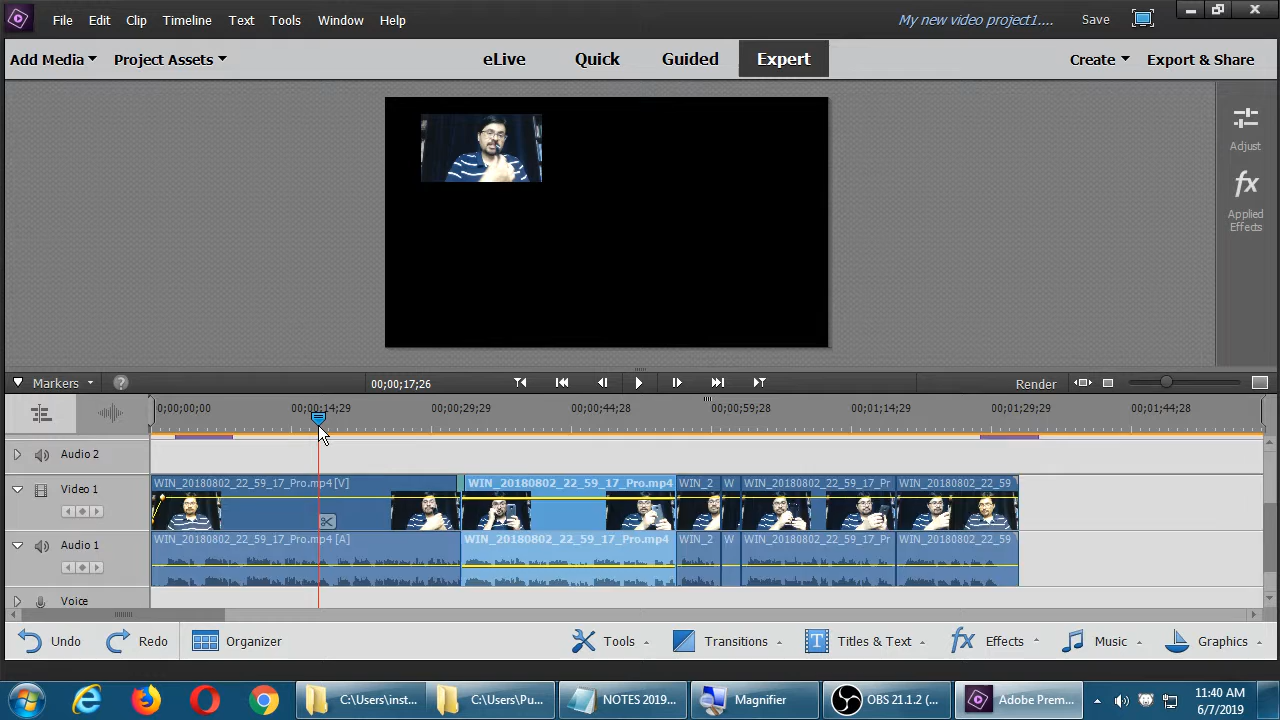 File Edit Clip Timeline Text Tools Window Help My new video project1.... Save
Add Media Project Assets eLive Quick Guided Expert Create Export & Share
Adjust
fx
Applied Effects
Markers ? 00;00;17;26 Render
0;00;00;00 00;00;14;29 00;00;29;29 00;00;44;28 00;00;59;28 00;01;14;29 00;01;29;29 00;01;44;28
Audio 2
Video 1 WIN_20180802_22_59_17_Pro.mp4 [V] WIN_20180802_22_59_17_Pro.mp4 WIN_2 W WIN_20180802_22_59_17_Pr WIN_20180802_22_59
Audio 1 WIN_20180802_22_59_17_Pro.mp4 [A] WIN_20180802_22_59_17_Pro.mp4 WIN_2 W WIN_20180802_22_59_17_Pr WIN_20180802_22_59
Voice
Undo Redo Organizer Tools Transitions T Titles & Text fx Effects Music Graphics
C:\Users\inst... C:\Users\Pu... NOTES 2019... Magnifier OBS 21.1.2 (... Adobe Prem... 11:40 AM
6/7/2019